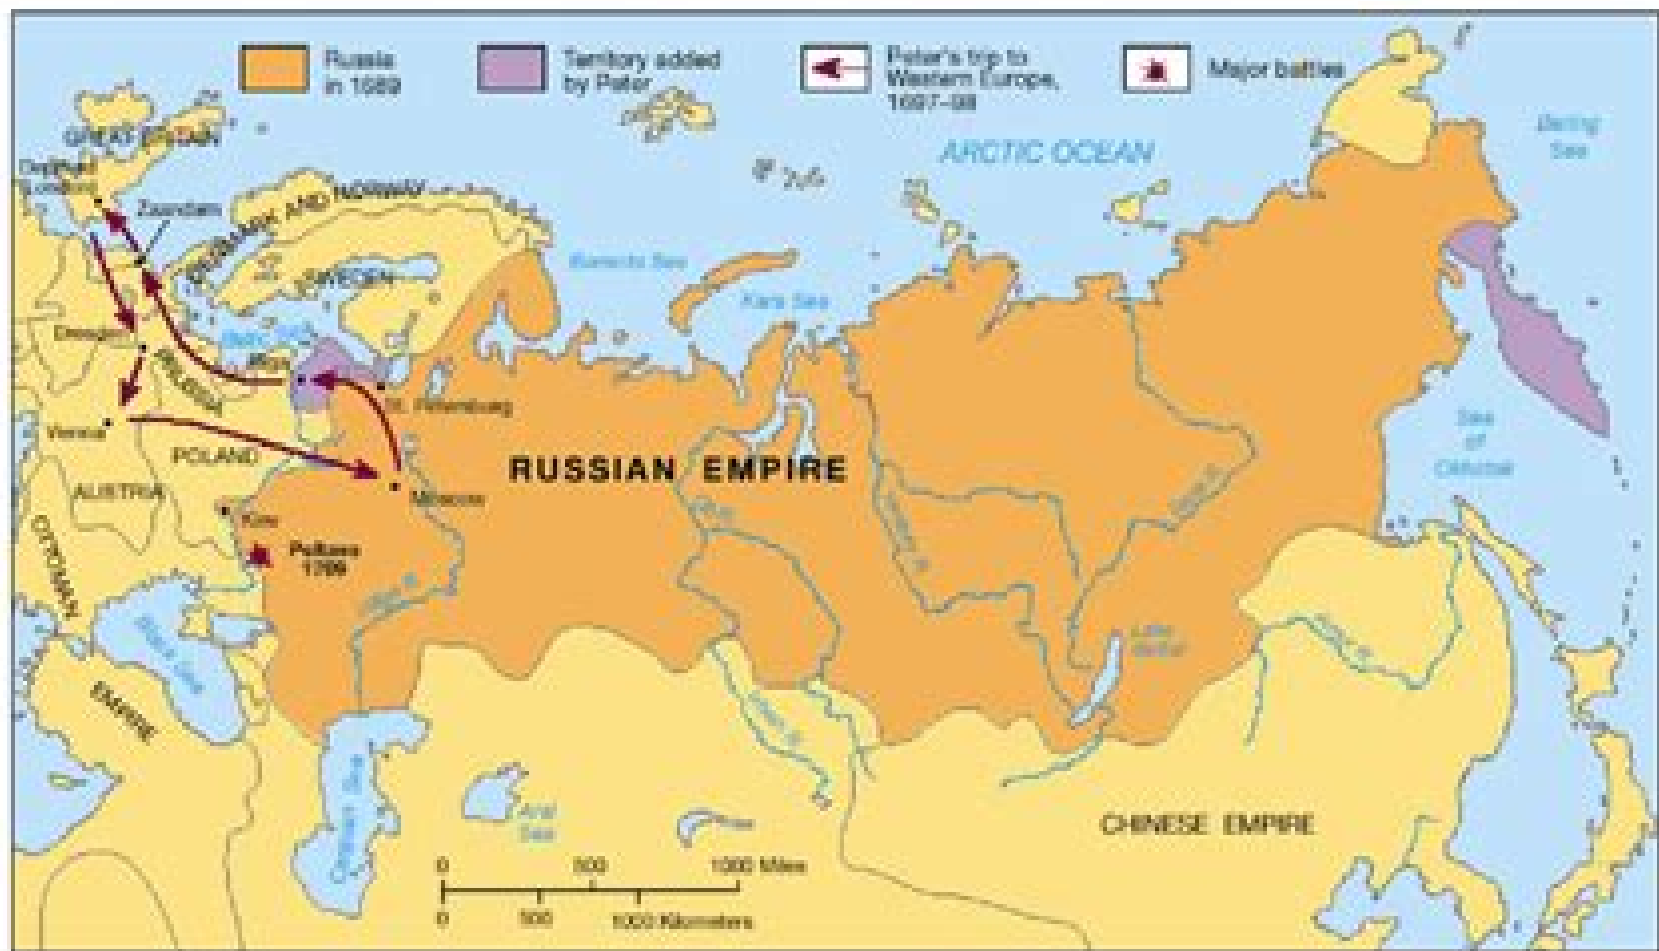 Russia
in 1689
Territory added
by Peter
Peter's trip to
Western Europe,
1697–98
Major battles
GREAT BRITAIN
London
Zaandam
DENMARK AND NORWAY
SWEDEN
Baltic Sea
Riga
Dresden
PRUSSIA
St. Petersburg
Vienna
POLAND
AUSTRIA
Moscow
Kiev
Poltava
1709
OTTOMAN
EMPIRE
Black Sea
Caspian Sea
Aral
Sea
ARCTIC OCEAN
Barents Sea
Kara Sea
Bering
Sea
RUSSIAN EMPIRE
Sea
of
Okhotsk
Lake
Baikal
CHINESE EMPIRE
0 500 1000 Miles
0 500 1000 Kilometers